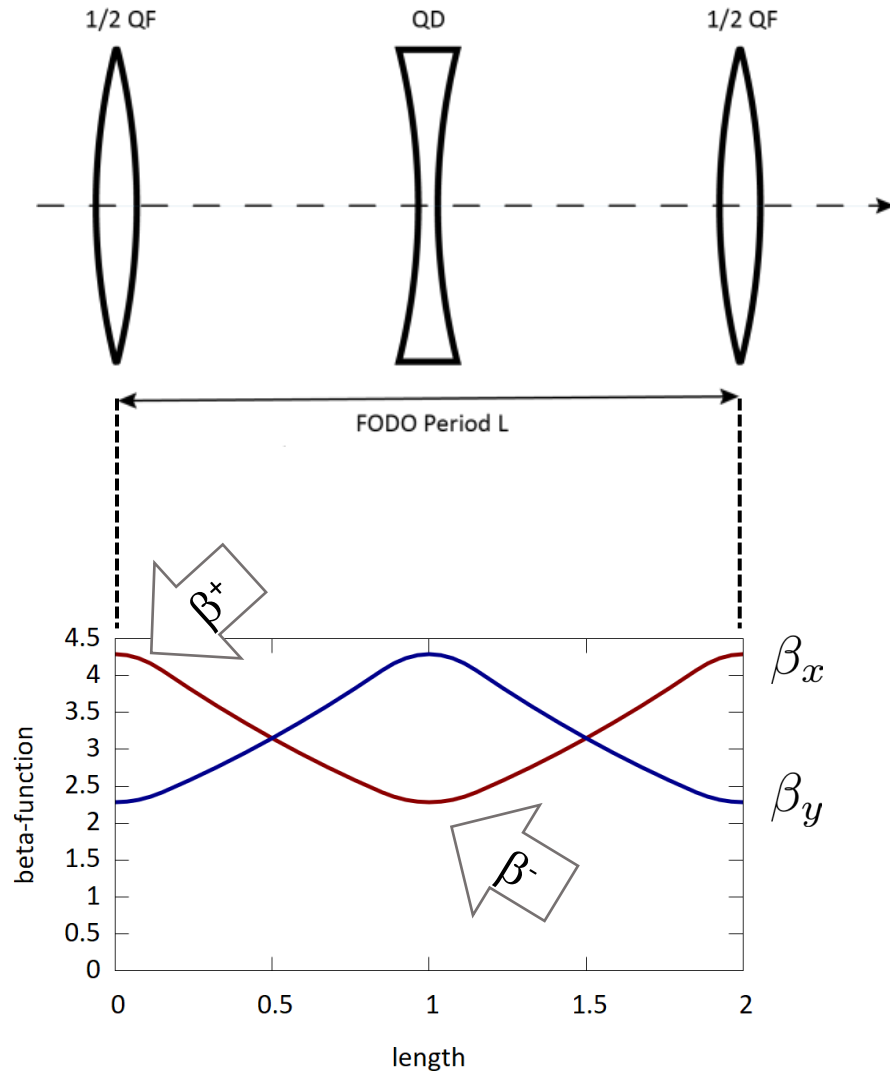 1/2 QF
QD
1/2 QF
FODO Period L
β⁺
4.5
4
3.5
3
2.5
2
1.5
1
0.5
0
beta-function
βₓ
β_y
β⁻
0
0.5
1
1.5
2
length